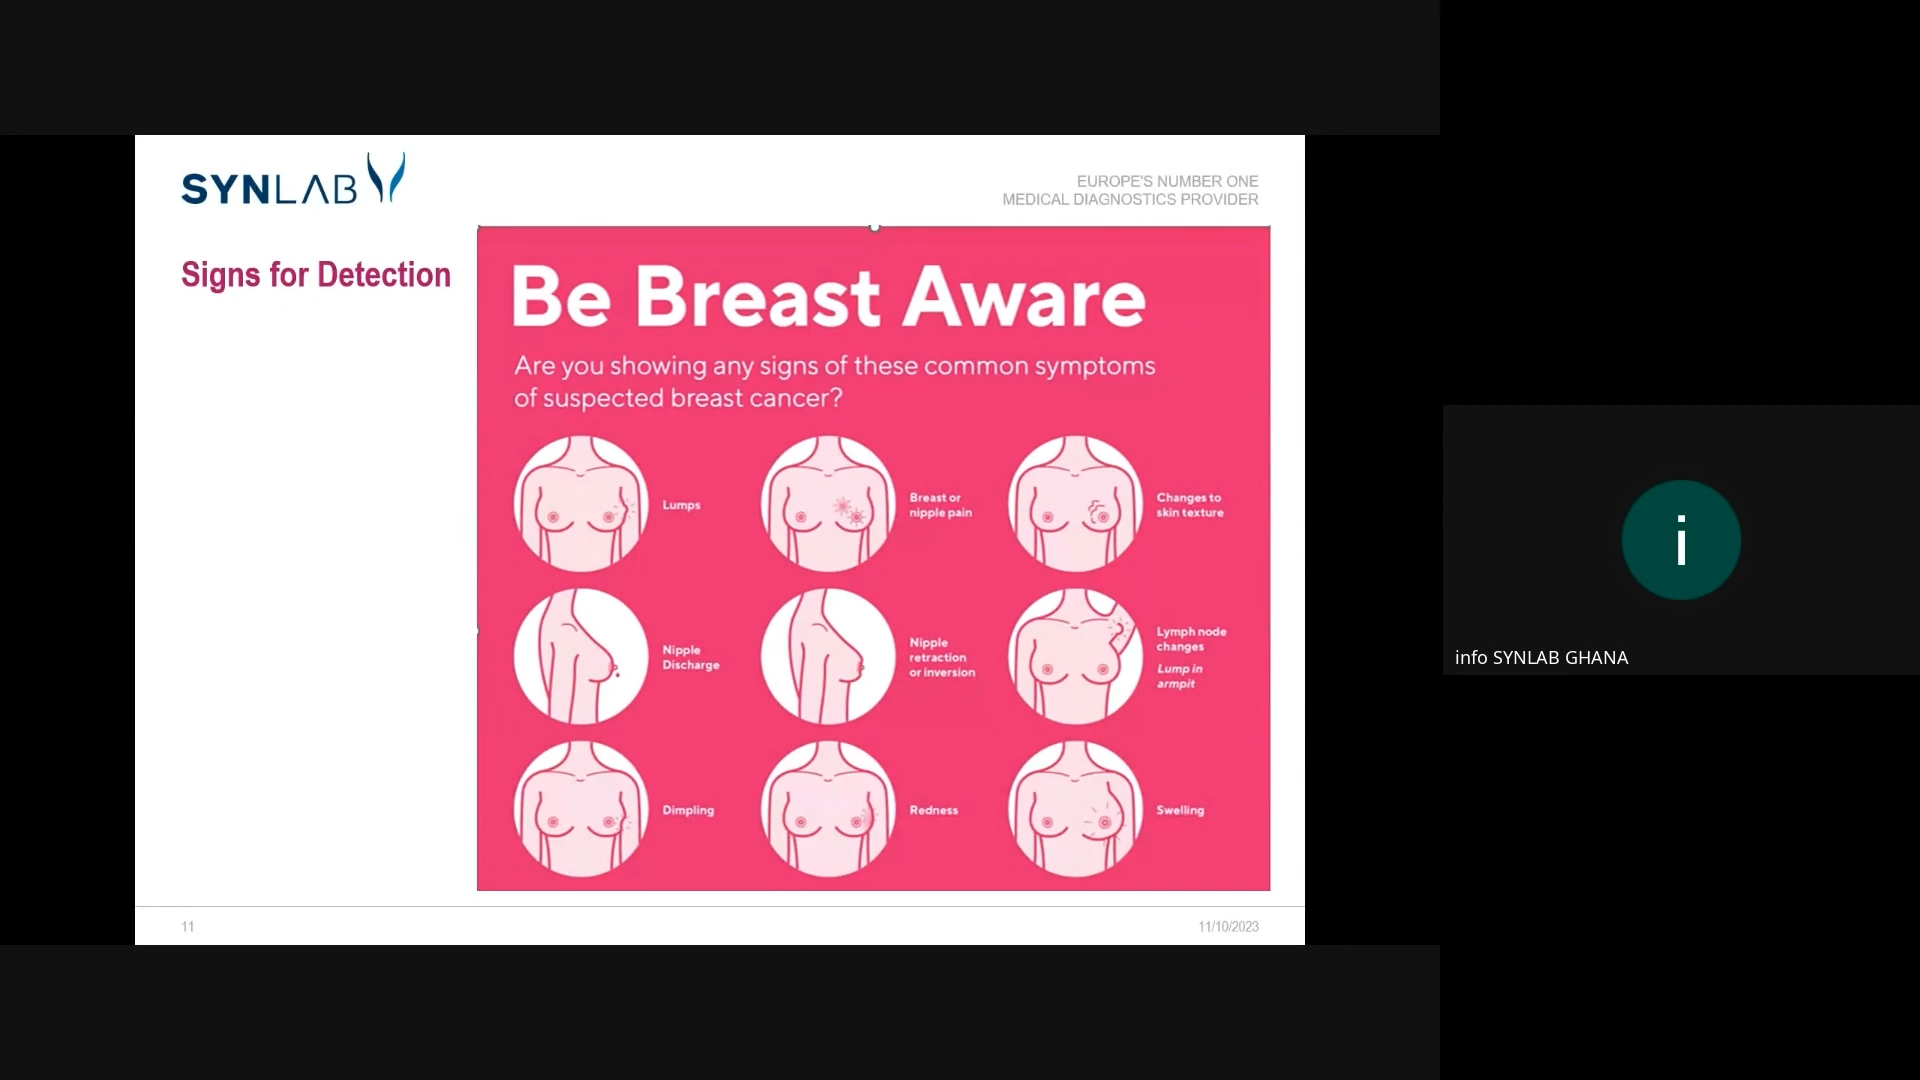 SYNLAB
EUROPE'S NUMBER ONE
MEDICAL DIAGNOSTICS PROVIDER
Signs for Detection
Be Breast Aware
Are you showing any signs of these common symptoms
of suspected breast cancer?
Lumps
Breast or
nipple pain
Changes to
skin texture
Nipple
Discharge
Nipple
retraction
or inversion
Lymph node
changes
Lump in
armpit
Dimpling
Redness
Swelling
11
11/10/2023
i
info SYNLAB GHANA